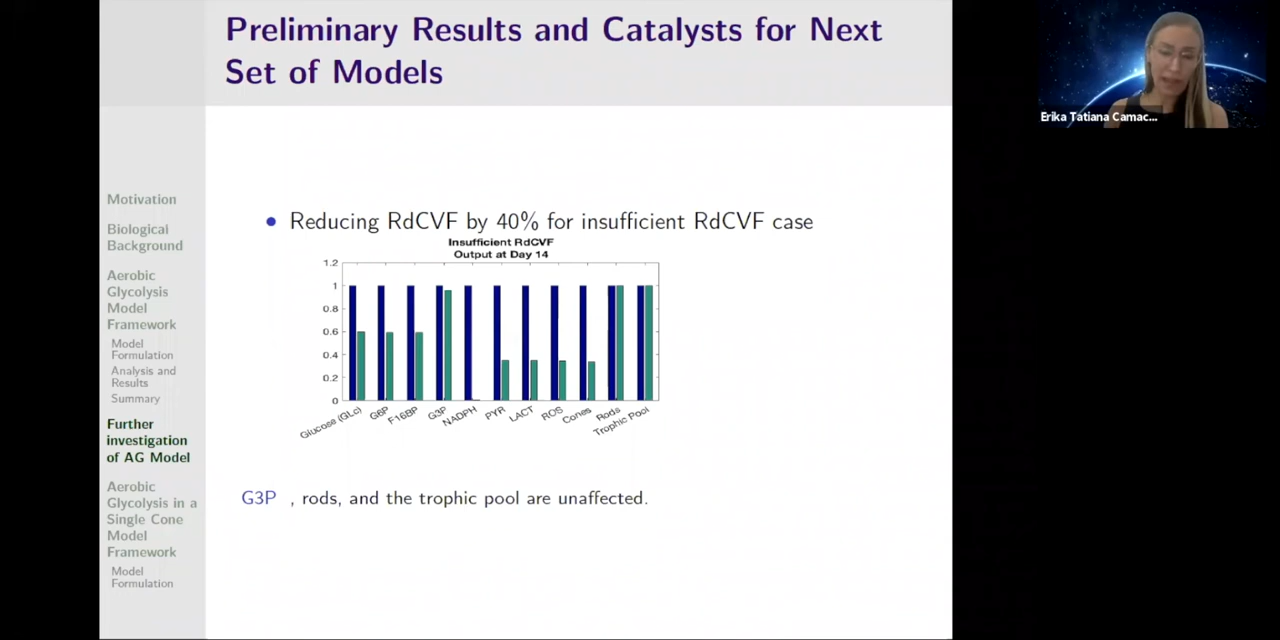 Preliminary Results and Catalysts for Next
Set of Models
Erika Tatiana Camac...
Motivation
Biological
Background
Aerobic
Glycolysis
Model
Framework
Model
Formulation
Analysis and
Results
Summary
Further
investigation
of AG Model
Aerobic
Glycolysis in a
Single Cone
Model
Framework
Model
Formulation
• Reducing RdCVF by 40% for insufficient RdCVF case
Insufficient RdCVF
Output at Day 14
1.2
1
0.8
0.6
0.4
0.2
0
Glucose (GLc)
G6P
F16BP
G3P
NADPH
PYR
LACT
ROS
Cones
Rods
Trophic Pool
G3P , rods, and the trophic pool are unaffected.